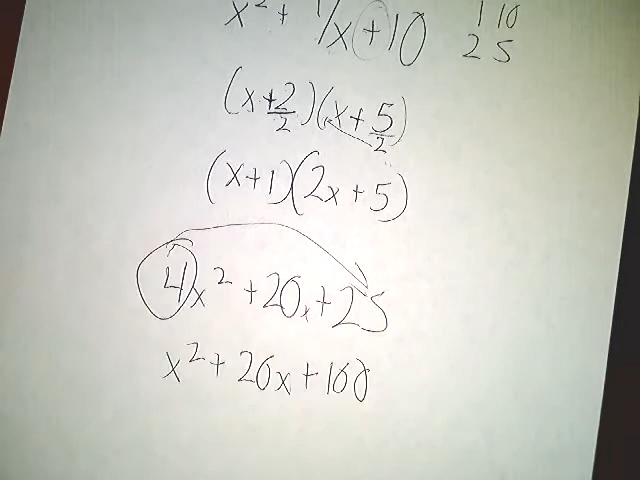 x² + 7x + 10 1 10
2 5
(x + 2/2)(x + 5/2)
(x+1)(2x+5)
4x² + 20x + 25
x² + 20x + 100